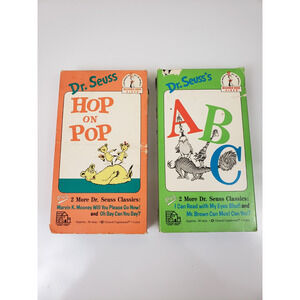 Dr. Seuss
HOP
ON
POP
2 More Dr. Seuss Classics:
Marvin K. Mooney Will You Please Go Now!
and Oh Say Can You Say?
Dr. Seuss's
VIDEO
A
B
C
2 More Dr. Seuss Classics:
I Can Read with My Eyes Shut! and
Mr. Brown Can Moo! Can You?